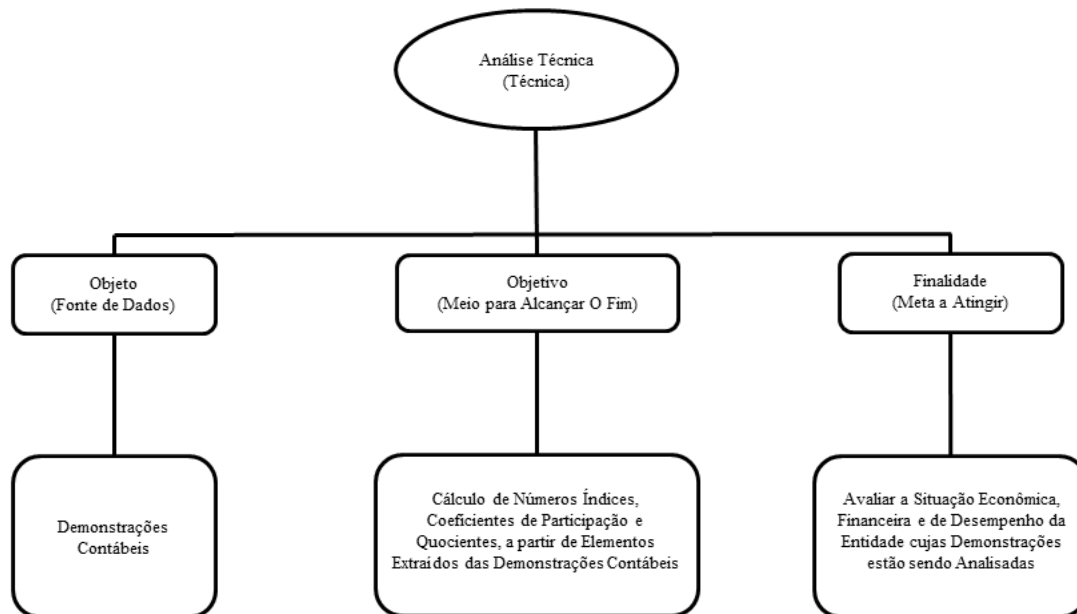 Análise Técnica
(Técnica)
Objeto
(Fonte de Dados)
Objetivo
(Meio para Alcançar O Fim)
Finalidade
(Meta a Atingir)
Demonstrações
Contábeis
Cálculo de Números Índices,
Coeficientes de Participação e
Quocientes, a partir de Elementos
Extraídos das Demonstrações Contábeis
Avaliar a Situação Econômica,
Financeira e de Desempenho da
Entidade cujas Demonstrações
estão sendo Analisadas